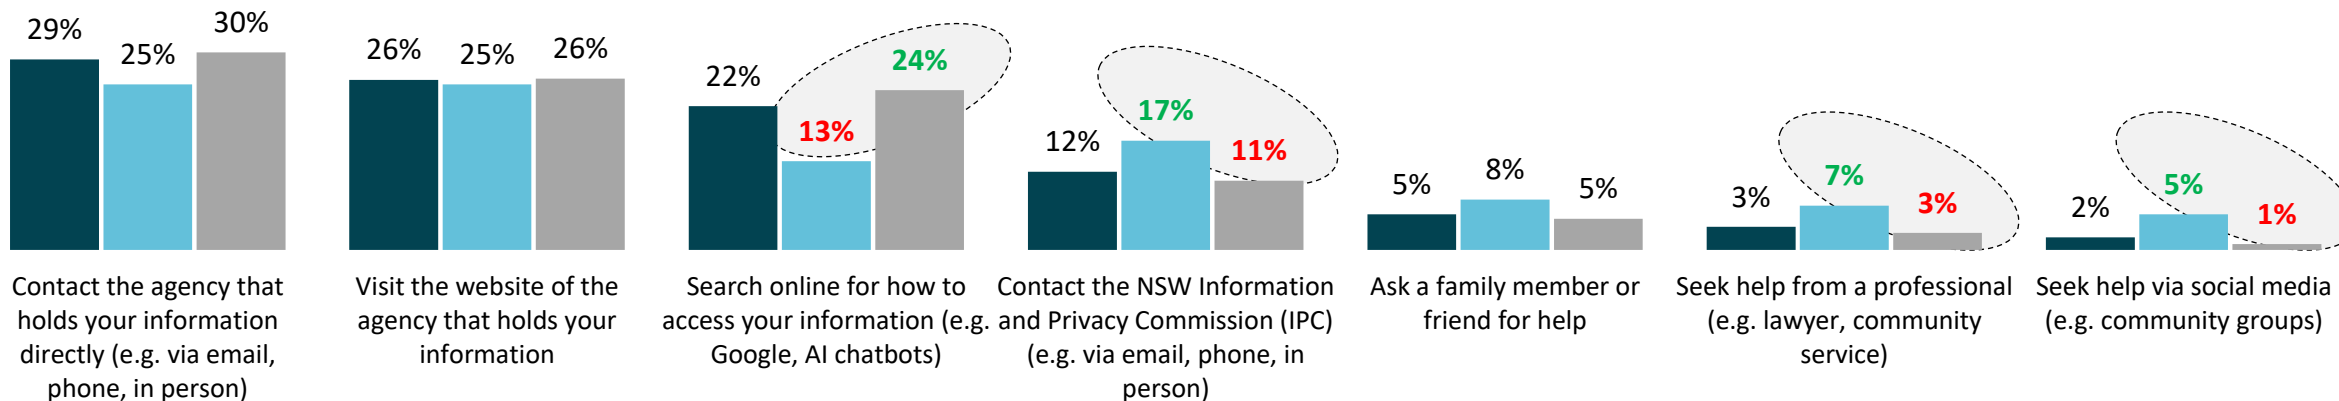 29% 25% 30%
26% 25% 26%
22% 13% 24%
12% 17% 11%
5% 8% 5%
3% 7% 3%
2% 5% 1%
Contact the agency that
holds your information
directly (e.g. via email,
phone, in person)
Visit the website of the
agency that holds your
information
Search online for how to
access your information (e.g.
Google, AI chatbots)
Contact the NSW Information
and Privacy Commission (IPC)
(e.g. via email, phone, in
person)
Ask a family member or
friend for help
Seek help from a professional
(e.g. lawyer, community
service)
Seek help via social media
(e.g. community groups)